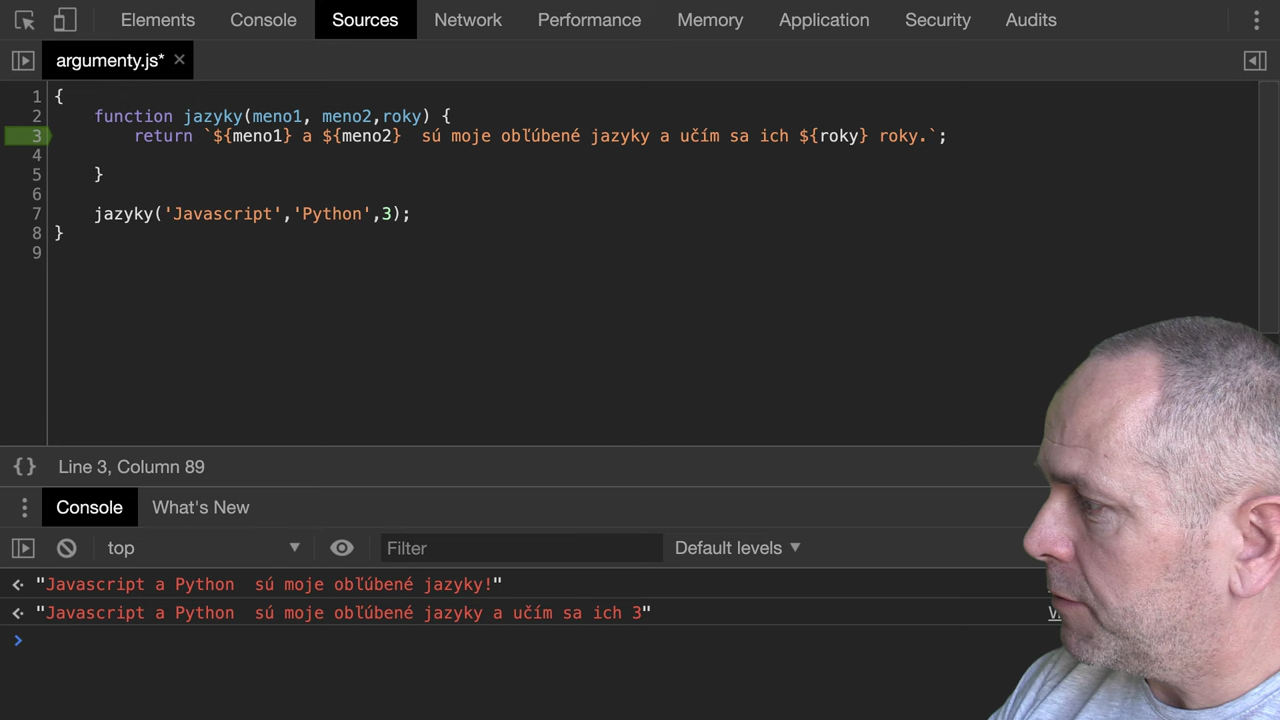 Elements Console Sources Network Performance Memory Application Security Audits
argumenty.js* ×
1 {
2     function jazyky(meno1, meno2,roky) {
3         return `${meno1} a ${meno2}  sú moje obľúbené jazyky a učím sa ich ${roky} roky.`;
4
5     }
6
7     jazyky('Javascript','Python',3);
8 }
9
{} Line 3, Column 89
Console What's New
top ▼ Filter Default levels ▼
"Javascript a Python  sú moje obľúbené jazyky!"
"Javascript a Python  sú moje obľúbené jazyky a učím sa ich 3"
>